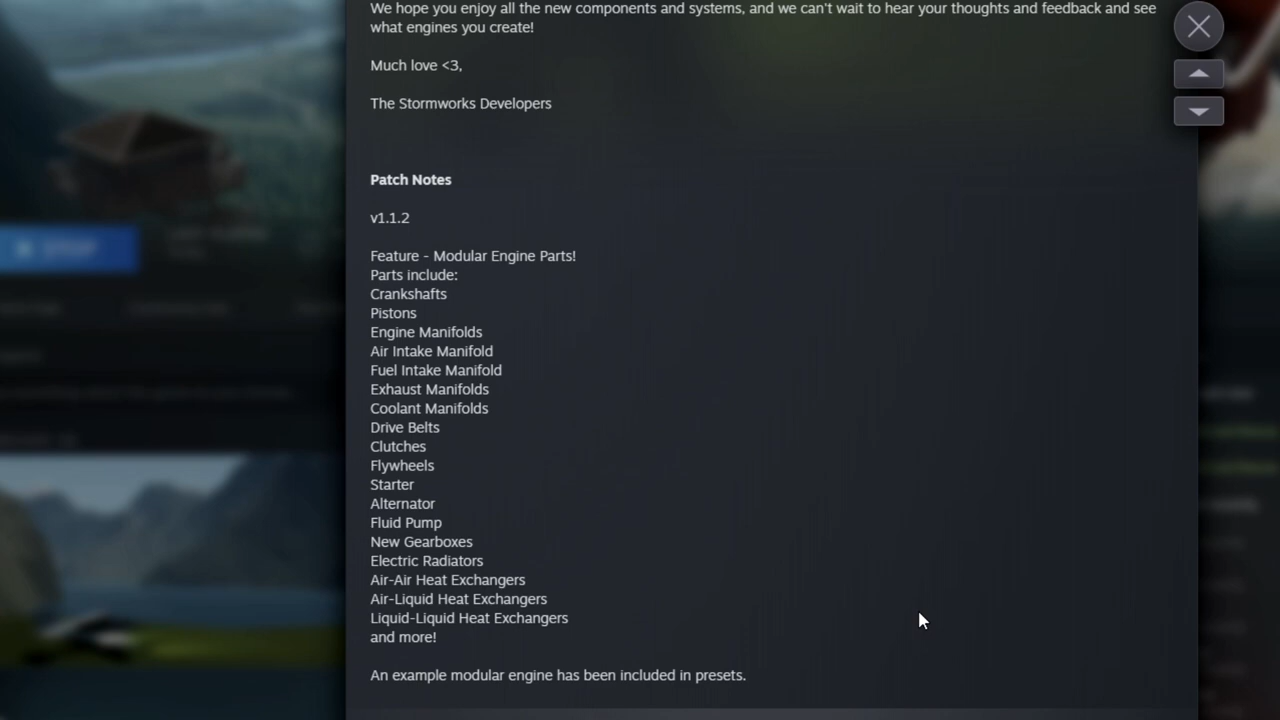 We hope you enjoy all the new components and systems, and we can't wait to hear your thoughts and feedback and see
what engines you create!
Much love <3,
The Stormworks Developers
Patch Notes
v1.1.2
Feature - Modular Engine Parts!
Parts include:
Crankshafts
Pistons
Engine Manifolds
Air Intake Manifold
Fuel Intake Manifold
Exhaust Manifolds
Coolant Manifolds
Drive Belts
Clutches
Flywheels
Starter
Alternator
Fluid Pump
New Gearboxes
Electric Radiators
Air-Air Heat Exchangers
Air-Liquid Heat Exchangers
Liquid-Liquid Heat Exchangers
and more!
An example modular engine has been included in presets.